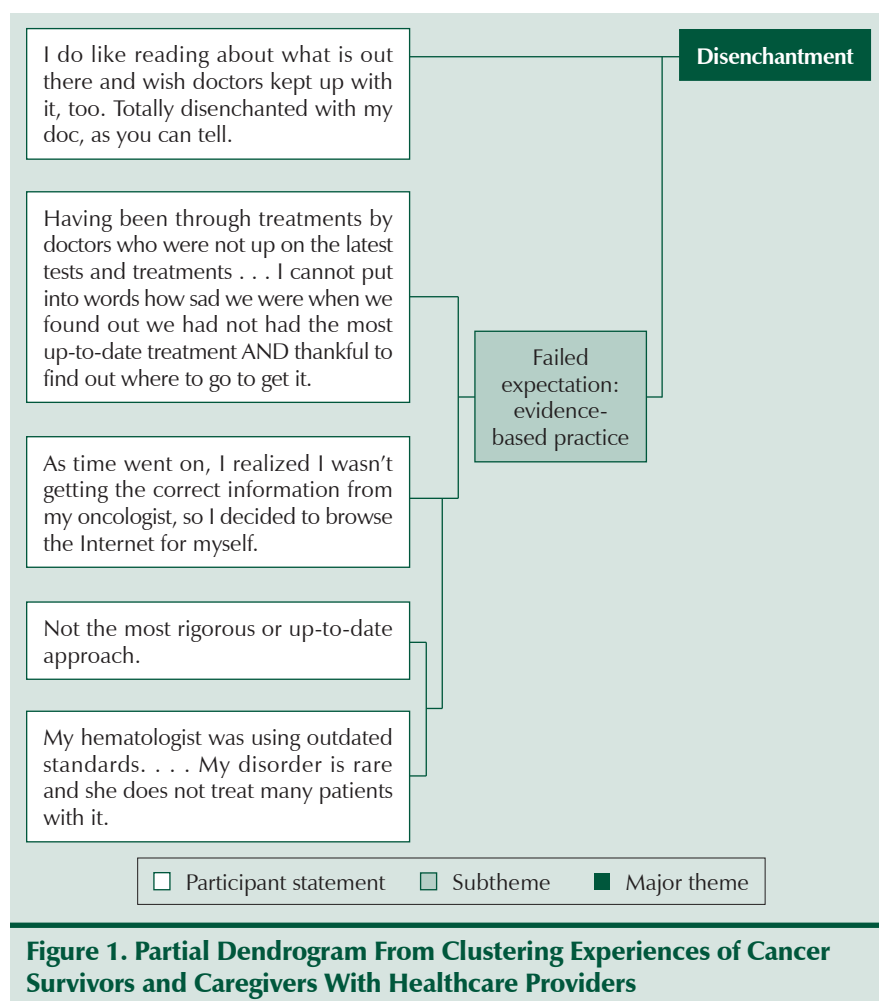 I do like reading about what is out
there and wish doctors kept up with
it, too. Totally disenchanted with my
doc, as you can tell.
Disenchantment
Having been through treatments by
doctors who were not up on the latest
tests and treatments . . . I cannot put
into words how sad we were when we
found out we had not had the most
up-to-date treatment AND thankful to
find out where to go to get it.
Failed
expectation:
evidence-
based practice
As time went on, I realized I wasn't
getting the correct information from
my oncologist, so I decided to browse
the Internet for myself.
Not the most rigorous or up-to-date
approach.
My hematologist was using outdated
standards. . . . My disorder is rare
and she does not treat many patients
with it.
Participant statement Subtheme Major theme
Figure 1. Partial Dendrogram From Clustering Experiences of Cancer
Survivors and Caregivers With Healthcare Providers